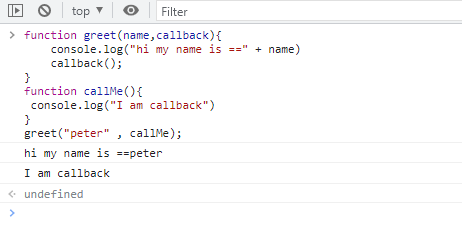 top Filter
function greet(name,callback){
    console.log("hi my name is ==" + name)
    callback();
}
function callMe(){
 console.log("I am callback")
}
greet("peter" , callMe);
hi my name is ==peter
I am callback
undefined